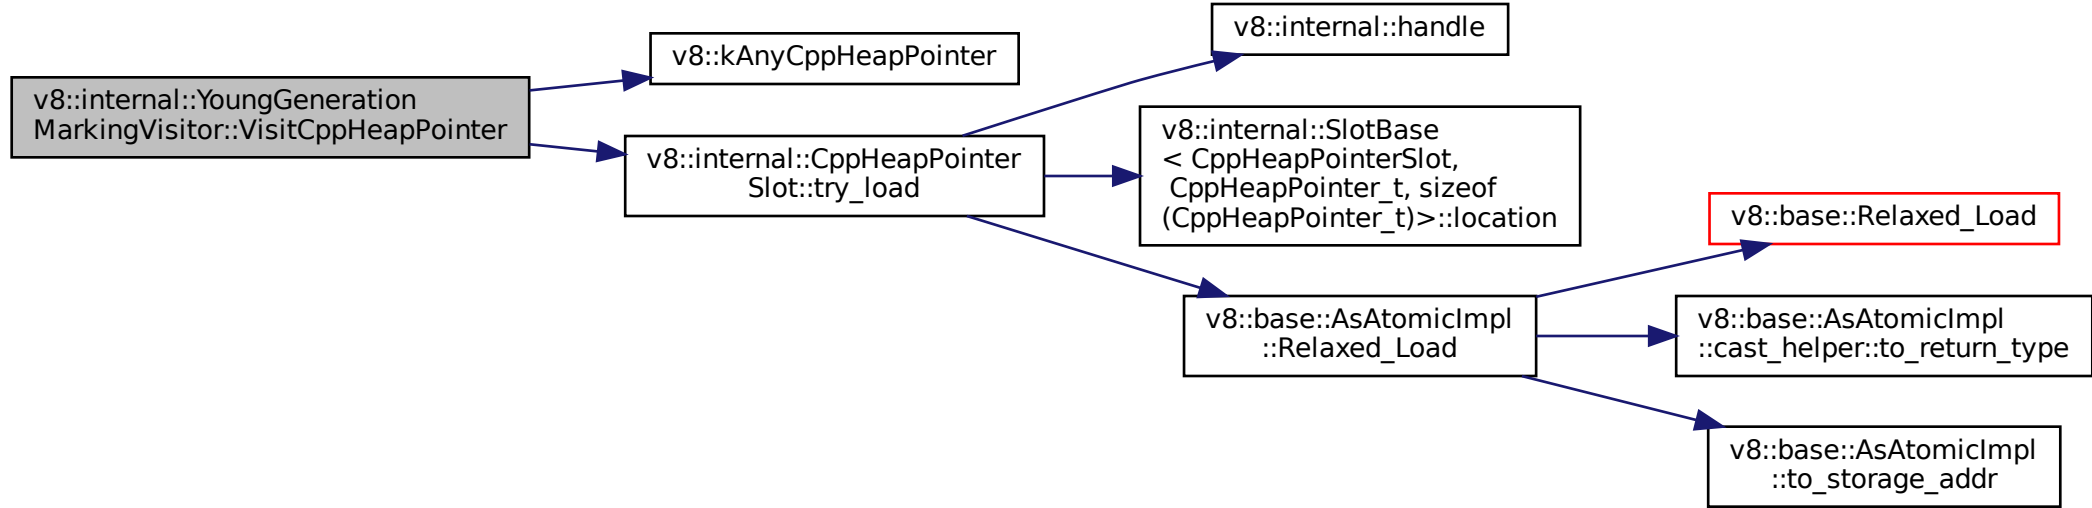 v8::internal::YoungGeneration
MarkingVisitor::VisitCppHeapPointer
v8::kAnyCppHeapPointer
v8::internal::CppHeapPointer
Slot::try_load
v8::internal::handle
v8::internal::SlotBase
< CppHeapPointerSlot,
CppHeapPointer_t, sizeof
(CppHeapPointer_t)>::location
v8::base::AsAtomicImpl
::Relaxed_Load
v8::base::Relaxed_Load
v8::base::AsAtomicImpl
::cast_helper::to_return_type
v8::base::AsAtomicImpl
::to_storage_addr